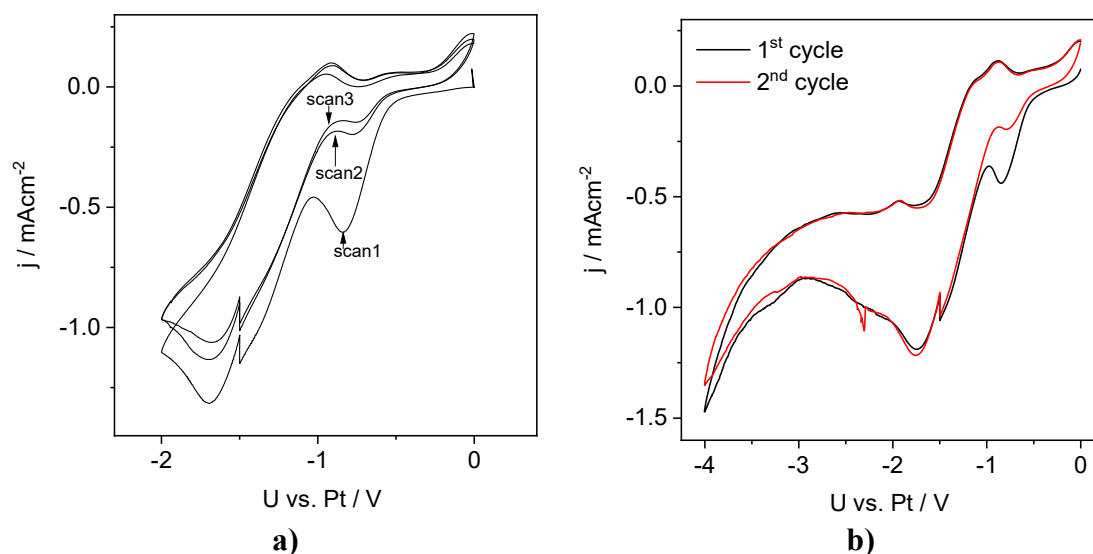 0.0
-0.5
-1.0
j / mAcm-2
scan3
scan2
scan1
-2
-1
0
U vs. Pt / V
a)
1st cycle
2nd cycle
0.0
-0.5
-1.0
-1.5
j / mAcm-2
-4
-3
-2
-1
0
U vs. Pt / V
b)